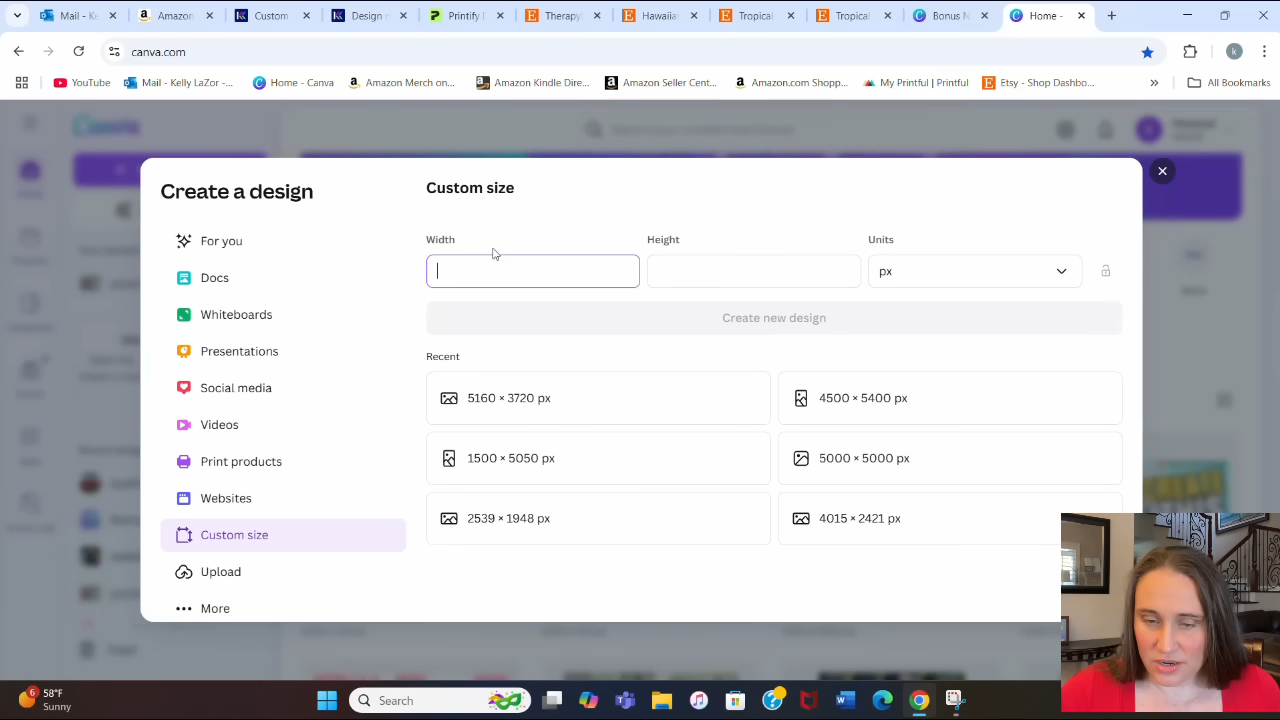 Mail - Ke
Amazon
Custom
Design
Printify
Therapy
Hawaiian
Tropical
Tropical
Bonus N
Home -
canva.com
YouTube
Mail - Kelly LaZor -...
Home - Canva
Amazon Merch on...
Amazon Kindle Dire...
Amazon Seller Cent...
Amazon.com Shopp...
My Printful | Printful
Etsy - Shop Dashbo...
All Bookmarks
Create a design
For you
Docs
Whiteboards
Presentations
Social media
Videos
Print products
Websites
Custom size
Upload
More
Custom size
Width
Height
Units
px
Create new design
Recent
5160 × 3720 px
4500 × 5400 px
1500 × 5050 px
5000 × 5000 px
2539 × 1948 px
4015 × 2421 px
6
58°F
Sunny
Search